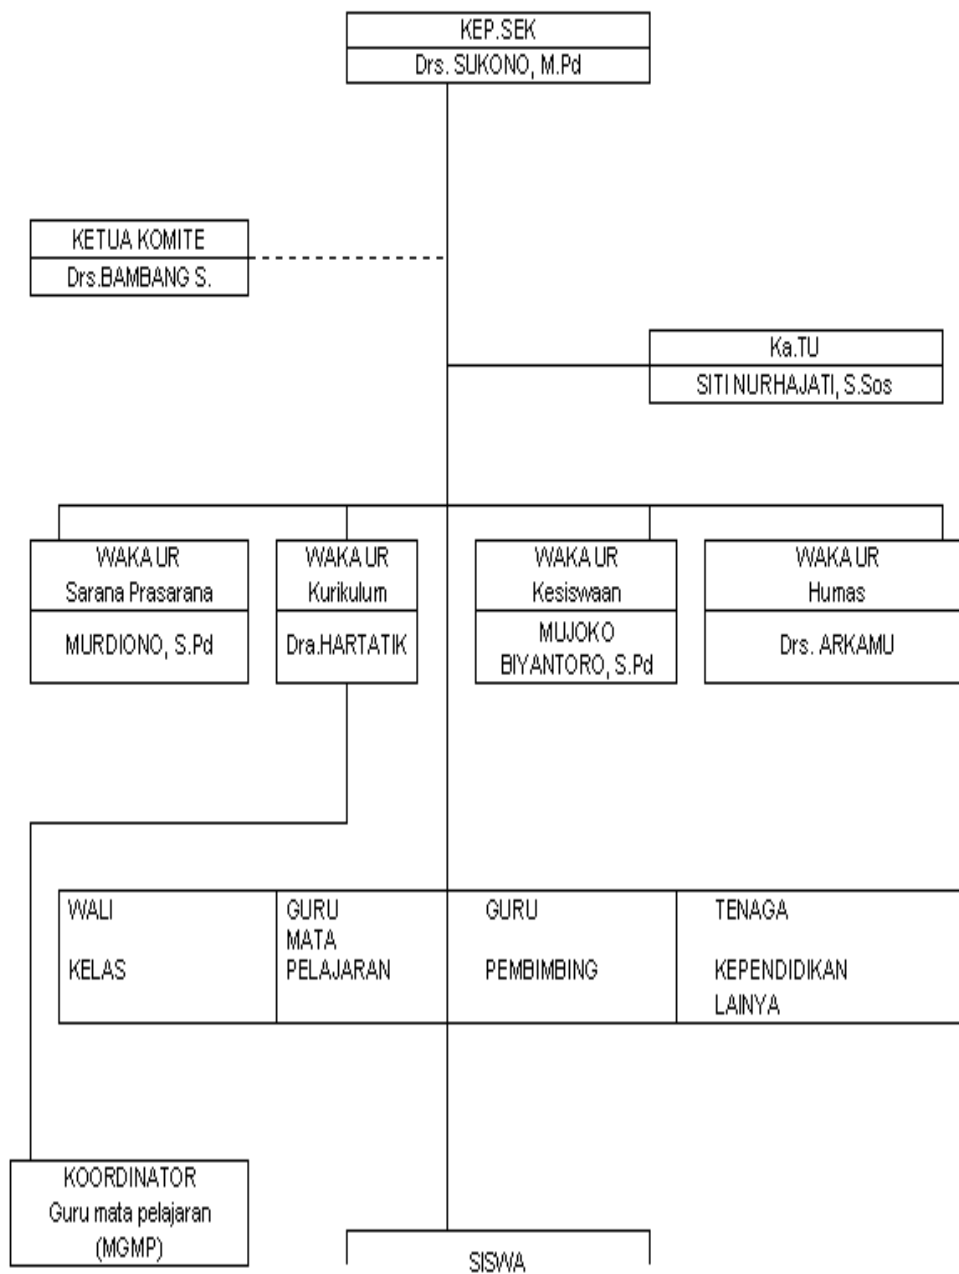 KEP.SEK
Drs. SUKONO, M.Pd
KETUA KOMITE
Drs.BAMBANG S.
Ka.TU
SITI NURHAJATI, S.Sos
WAKA UR
Sarana Prasarana
MURDIONO, S.Pd
WAKA UR
Kurikulum
Dra.HARTATIK
WAKA UR
Kesiswaan
MUJOKO
BIYANTORO, S.Pd
WAKA UR
Humas
Drs. ARKAMU
WALI
KELAS
GURU
MATA
PELAJARAN
GURU
PEMBIMBING
TENAGA
KEPENDIDIKAN
LAINYA
KOORDINATOR
Guru mata pelajaran
(MGMP)
SISWA